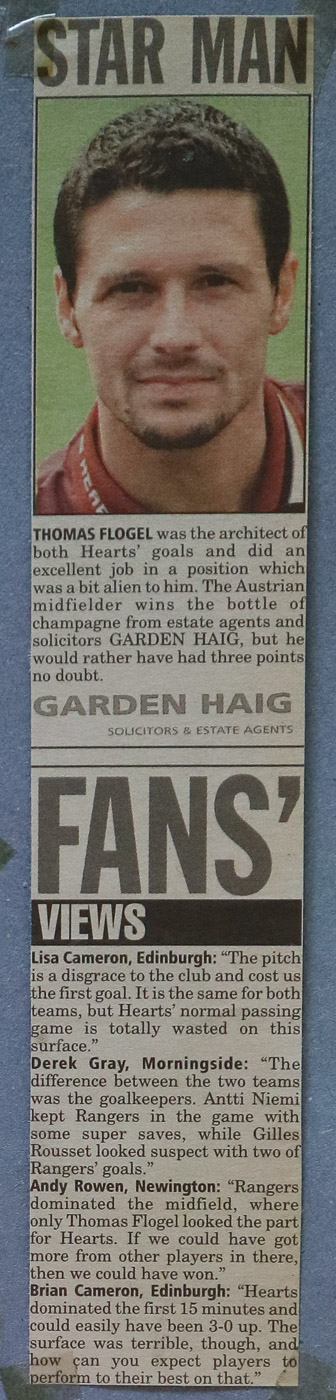 STAR MAN
HEAR
THOMAS FLOGEL was the architect of
both Hearts' goals and did an
excellent job in a position which
was a bit alien to him. The Austrian
midfielder wins the bottle of
champagne from estate agents and
solicitors GARDEN HAIG, but he
would rather have had three points
no doubt.
GARDEN HAIG
SOLICITORS & ESTATE AGENTS
FANS'
VIEWS
Lisa Cameron, Edinburgh: “The pitch
is a disgrace to the club and cost us
the first goal. It is the same for both
teams, but Hearts' normal passing
game is totally wasted on this
surface.”
Derek Gray, Morningside: “The
difference between the two teams
was the goalkeepers. Antti Niemi
kept Rangers in the game with
some super saves, while Gilles
Rousset looked suspect with two of
Rangers' goals.”
Andy Rowen, Newington: “Rangers
dominated the midfield, where
only Thomas Flogel looked the part
for Hearts. If we could have got
more from other players in there,
then we could have won.”
Brian Cameron, Edinburgh: “Hearts
dominated the first 15 minutes and
could easily have been 3-0 up. The
surface was terrible, though, and
how can you expect players to
perform to their best on that.”